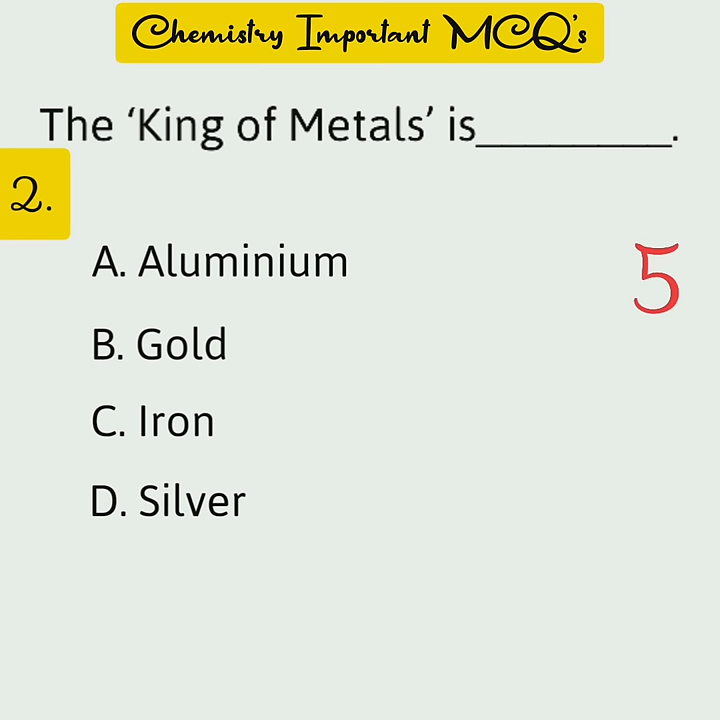 Chemistry Important MCQ's
The ‘King of Metals’ is_________.
2.
A. Aluminium
5
B. Gold
C. Iron
D. Silver